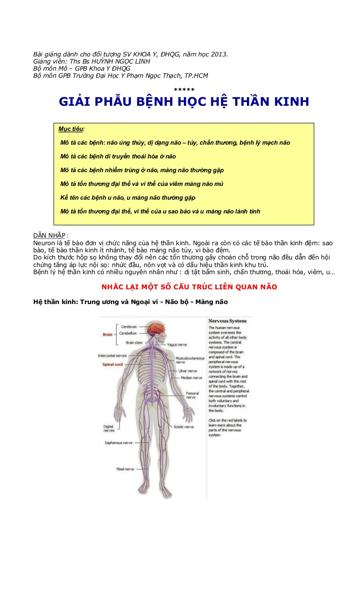 Bài giảng dành cho đối tượng SV KHOA Y, ĐHQG, năm học 2013.
Giảng viên: Ths Bs HUỲNH NGỌC LINH
Bộ môn Mô – GPB Khoa Y ĐHQG
Bộ môn GPB Trường Đại Học Y Phạm Ngọc Thạch, TP.HCM
*****
GIẢI PHẪU BỆNH HỌC HỆ THẦN KINH
Mục tiêu:
Mô tả các bệnh: não úng thủy, dị dạng não – tủy, chấn thương, bệnh lý mạch não
Mô tả các bệnh di truyền thoái hóa ở não
Mô tả các bệnh nhiễm trùng ở não, màng não thường gặp
Mô tả tổn thương đại thể và vi thể của viêm màng não mủ
Kể tên các bệnh u não, u màng não thường gặp
Mô tả tổn thương đại thể, vi thể của u sao bào và u màng não lành tính
DẪN NHẬP :
Neuron là tế bào đơn vị chức năng của hệ thần kinh. Ngoài ra còn có các tế bào thần kinh đệm: sao
bào, tế bào thần kinh ít nhánh, tế bào màng não tủy, vi bào đệm.
Do kích thước hộp sọ không thay đổi nên các tổn thương gây choán chỗ trong não đều dẫn đến hội
chứng tăng áp lực nội sọ: nhức đầu, nôn vọt và có dấu hiệu thần kinh khu trú.
Bệnh lý hệ thần kinh có nhiều nguyên nhân như : dị tật bẩm sinh, chấn thương, thoái hóa, viêm, u…
NHẮC LẠI MỘT SỐ CẤU TRÚC LIÊN QUAN NÃO
Hệ thần kinh: Trung ương và Ngoại vi - Não bộ - Màng não
Nervous System
The human nervous
system oversees the
activity of all other body
systems. The central
nervous system is
composed of the brain
and spinal cord. The
peripheral nervous
system is made up of a
network of nerves
connecting the brain and
spinal cord with the rest
of the body. Together,
the central and peripheral
nervous systems control
both voluntary and
involuntary functions in
the body.
Click on the red labels to
learn more about the
parts of the nervous
system.
Brain
Cerebrum
Cerebellum
Brain stem
Vagus nerve
Intercostal nerves
Spinal cord
Musculocutaneous
nerve
Ulnar nerve
Median nerve
Femoral
nerve
Digital
nerves
Sciatic nerve
Saphenous nerve
Tibial nerve